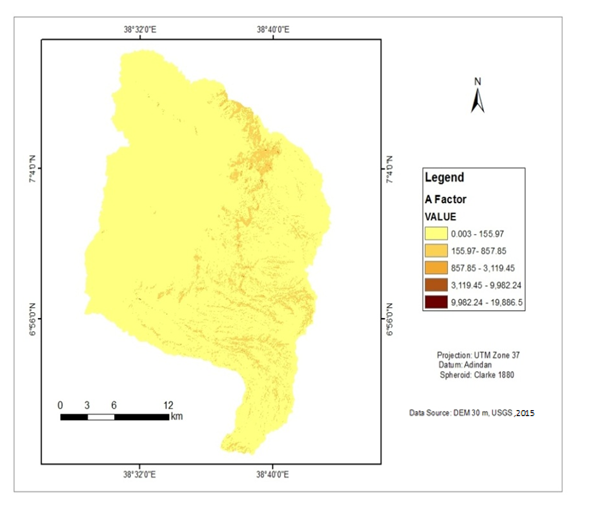 38°32'0"E 38°40'0"E
N
7°4'0"N 7°4'0"N
Legend
A Factor
VALUE
0.003 - 155.97
155.97- 857.85
857.85 - 3,119.45
3,119.45 - 9,982.24
9,982.24 - 19,886.5
6°56'0"N 6°56'0"N
Projection: UTM Zone 37
Datum: Adindan
Spheroid: Clarke 1880
0 3 6 12
km
Data Source: DEM 30 m, USGS ,2015
38°32'0"E 38°40'0"E